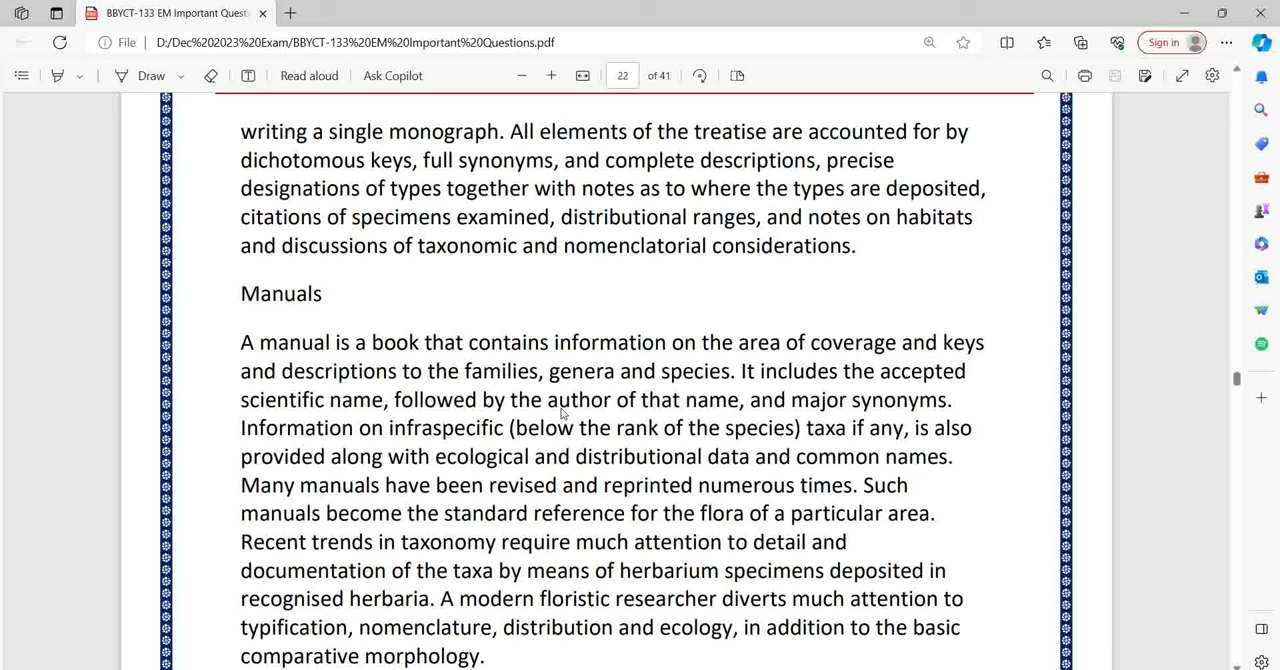 BBYCT-133 EM Important Questi
File D:/Dec%202023%20Exam/BBYCT-133%20EM%20Important%20Questions.pdf
Sign in
Draw
Read aloud
Ask Copilot
22 of 41
writing a single monograph. All elements of the treatise are accounted for by
dichotomous keys, full synonyms, and complete descriptions, precise
designations of types together with notes as to where the types are deposited,
citations of specimens examined, distributional ranges, and notes on habitats
and discussions of taxonomic and nomenclatorial considerations.
Manuals
A manual is a book that contains information on the area of coverage and keys
and descriptions to the families, genera and species. It includes the accepted
scientific name, followed by the author of that name, and major synonyms.
Information on infraspecific (below the rank of the species) taxa if any, is also
provided along with ecological and distributional data and common names.
Many manuals have been revised and reprinted numerous times. Such
manuals become the standard reference for the flora of a particular area.
Recent trends in taxonomy require much attention to detail and
documentation of the taxa by means of herbarium specimens deposited in
recognised herbaria. A modern floristic researcher diverts much attention to
typification, nomenclature, distribution and ecology, in addition to the basic
comparative morphology.